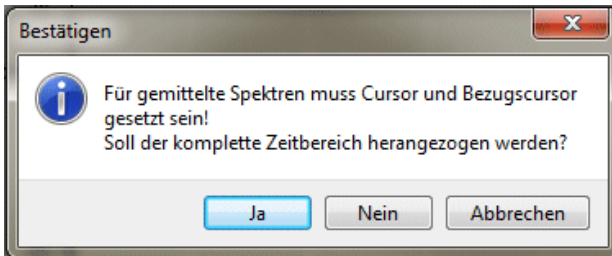 Bestätigen
Für gemittelte Spektren muss Cursor und Bezugscursor
gesetzt sein!
Soll der komplette Zeitbereich herangezogen werden?
Ja Nein Abbrechen